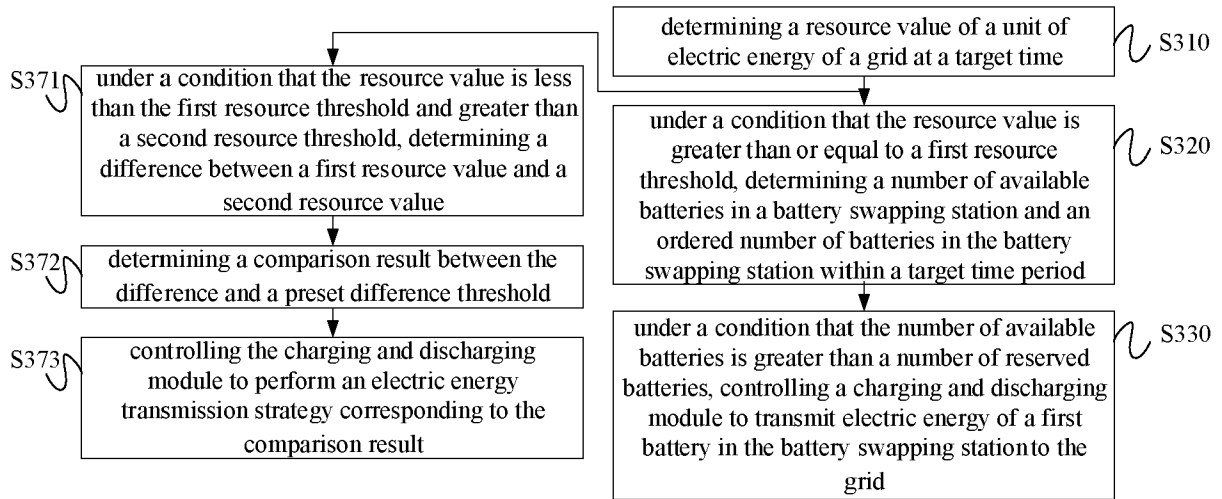 determining a resource value of a unit of
electric energy of a grid at a target time
S310
S371
under a condition that the resource value is less
than the first resource threshold and greater than
a second resource threshold, determining a
difference between a first resource value and a
second resource value
under a condition that the resource value is
greater than or equal to a first resource
threshold, determining a number of available
batteries in a battery swapping station and an
ordered number of batteries in the battery
swapping station within a target time period
S320
S372
determining a comparison result between the
difference and a preset difference threshold
S373
controlling the charging and discharging
module to perform an electric energy
transmission strategy corresponding to the
comparison result
under a condition that the number of available
batteries is greater than a number of reserved
batteries, controlling a charging and discharging
module to transmit electric energy of a first
battery in the battery swapping station to the
grid
S330